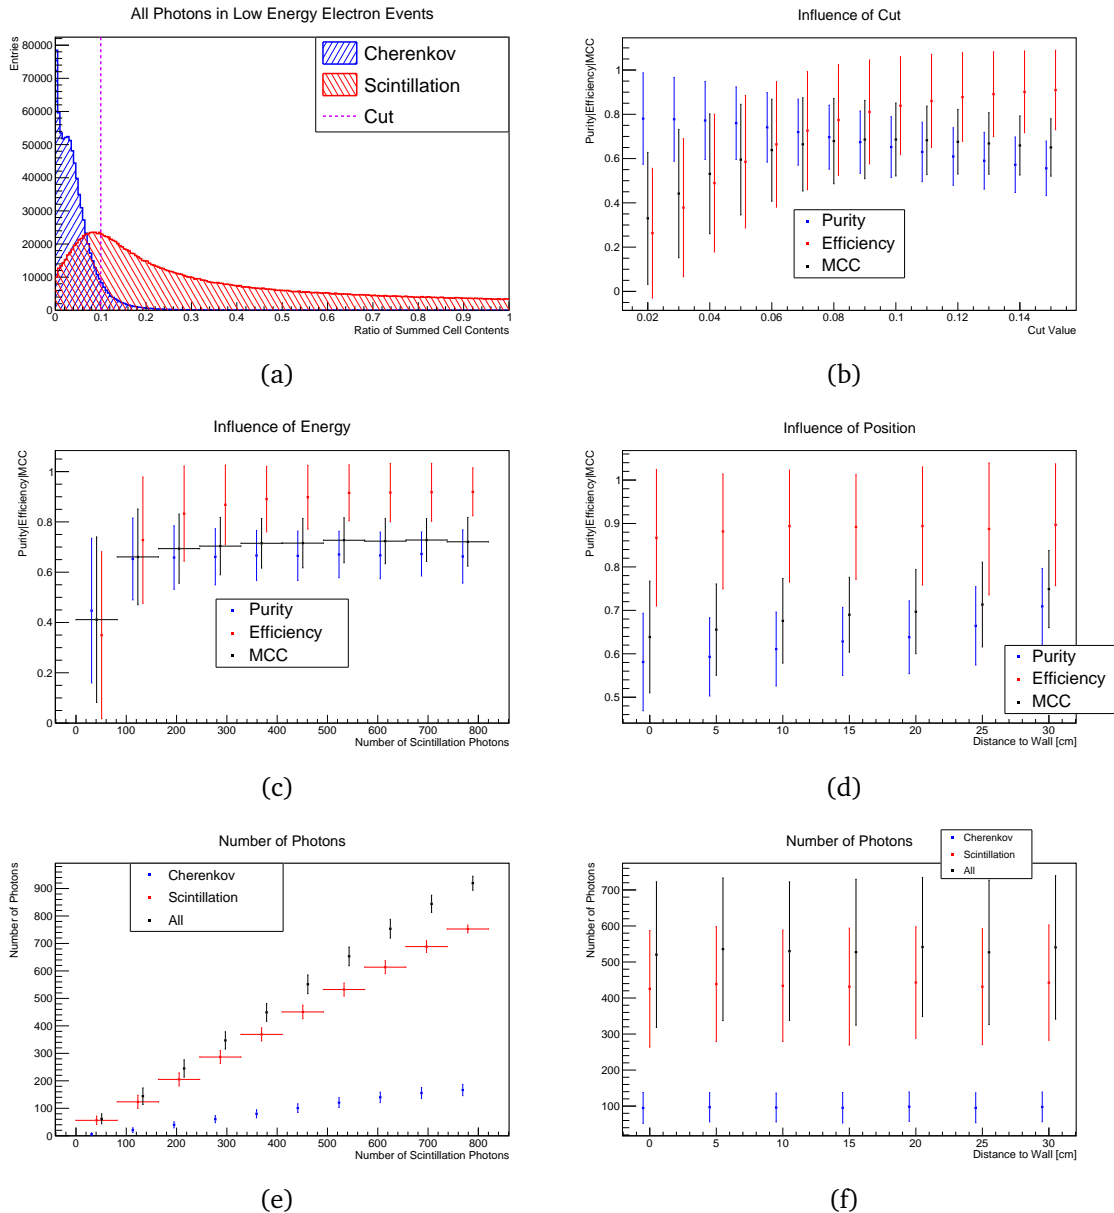 All Photons in Low Energy Electron Events
Entries
80000
70000
60000
50000
40000
30000
20000
10000
0
Cherenkov
Scintillation
Cut
0 0.1 0.2 0.3 0.4 0.5 0.6 0.7 0.8 0.9 1
Ratio of Summed Cell Contents
(a)
Influence of Cut
Purity|Efficiency|MCC
1
0.8
0.6
0.4
0.2
0
Purity
Efficiency
MCC
0.02 0.04 0.06 0.08 0.1 0.12 0.14
Cut Value
(b)
Influence of Energy
Purity|Efficiency|MCC
1
0.8
0.6
0.4
0.2
0
Purity
Efficiency
MCC
0 100 200 300 400 500 600 700 800
Number of Scintillation Photons
(c)
Influence of Position
Purity|Efficiency|MCC
1
0.9
0.8
0.7
0.6
0.5
Purity
Efficiency
MCC
0 5 10 15 20 25 30
Distance to Wall [cm]
(d)
Number of Photons
Number of Photons
900
800
700
600
500
400
300
200
100
0
Cherenkov
Scintillation
All
0 100 200 300 400 500 600 700 800
Number of Scintillation Photons
(e)
Number of Photons
Number of Photons
700
600
500
400
300
200
100
Cherenkov
Scintillation
All
0 5 10 15 20 25 30
Distance to Wall [cm]
(f)